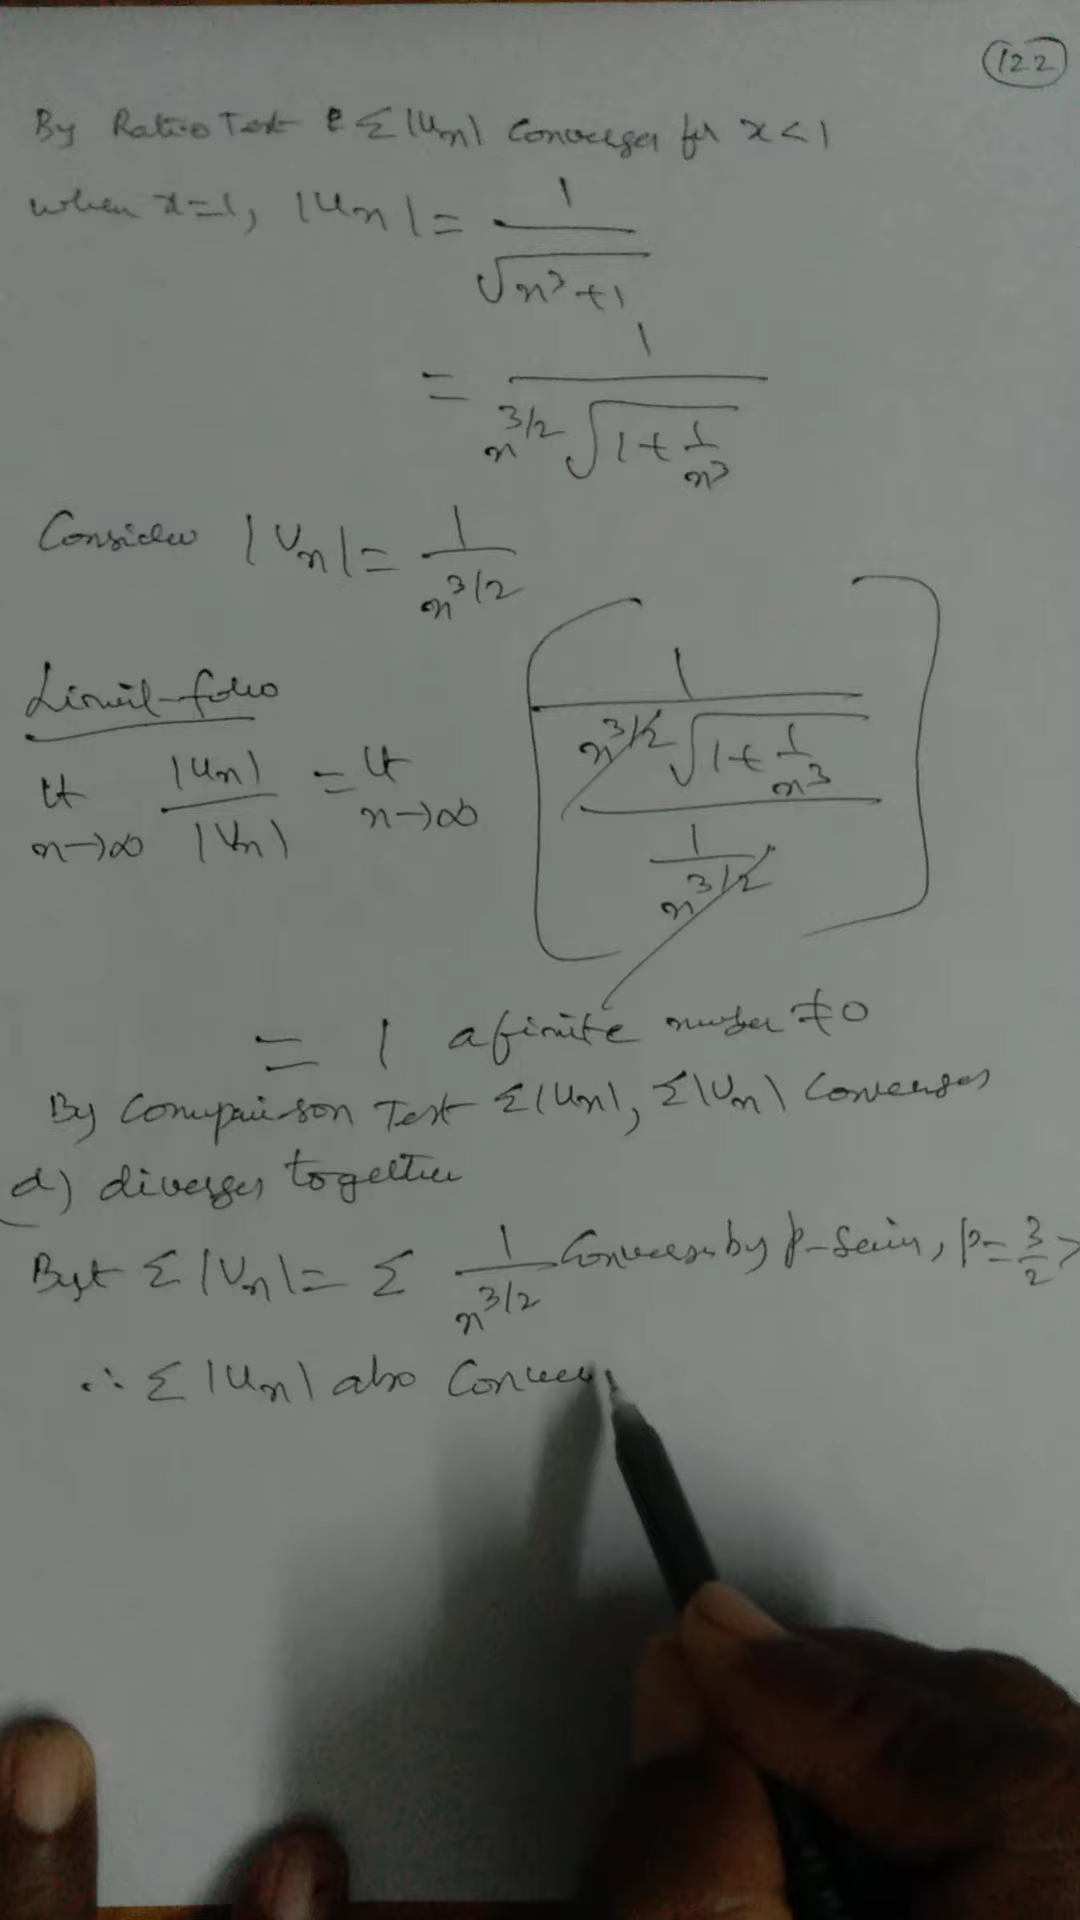 122
By Ratio Test Σ|un| Converges for x<1
when x=1, |un| = 1/√(n³+1)
= 1/(n^3/2 √(1+1/n³))
Consider |vn| = 1/n^3/2
Limit form
lt n→∞ |un|/|vn| = lt n→∞ [ (1/(n^3/2 √(1+1/n³))) / (1/n^3/2) ]
= 1 a finite number ≠0
By Comparison Test Σ|un|, Σ|vn| Converges
(or) diverges together
But Σ|vn| = Σ 1/n^3/2 Converges by p-Series, p=3/2>
∴ Σ|un| also Conver